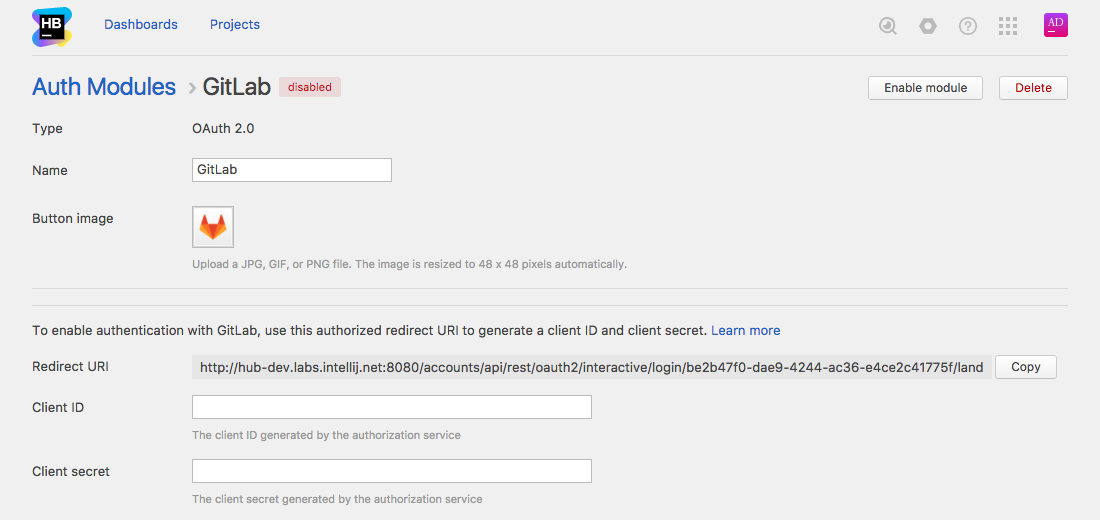 HB Dashboards Projects AD
Auth Modules › GitLab disabled Enable module Delete
Type OAuth 2.0
Name GitLab
Button image
Upload a JPG, GIF, or PNG file. The image is resized to 48 x 48 pixels automatically.
To enable authentication with GitLab, use this authorized redirect URI to generate a client ID and client secret. Learn more
Redirect URI http://hub-dev.labs.intellij.net:8080/accounts/api/rest/oauth2/interactive/login/be2b47f0-dae9-4244-ac36-e4ce2c41775f/land Copy
Client ID
The client ID generated by the authorization service
Client secret
The client secret generated by the authorization service